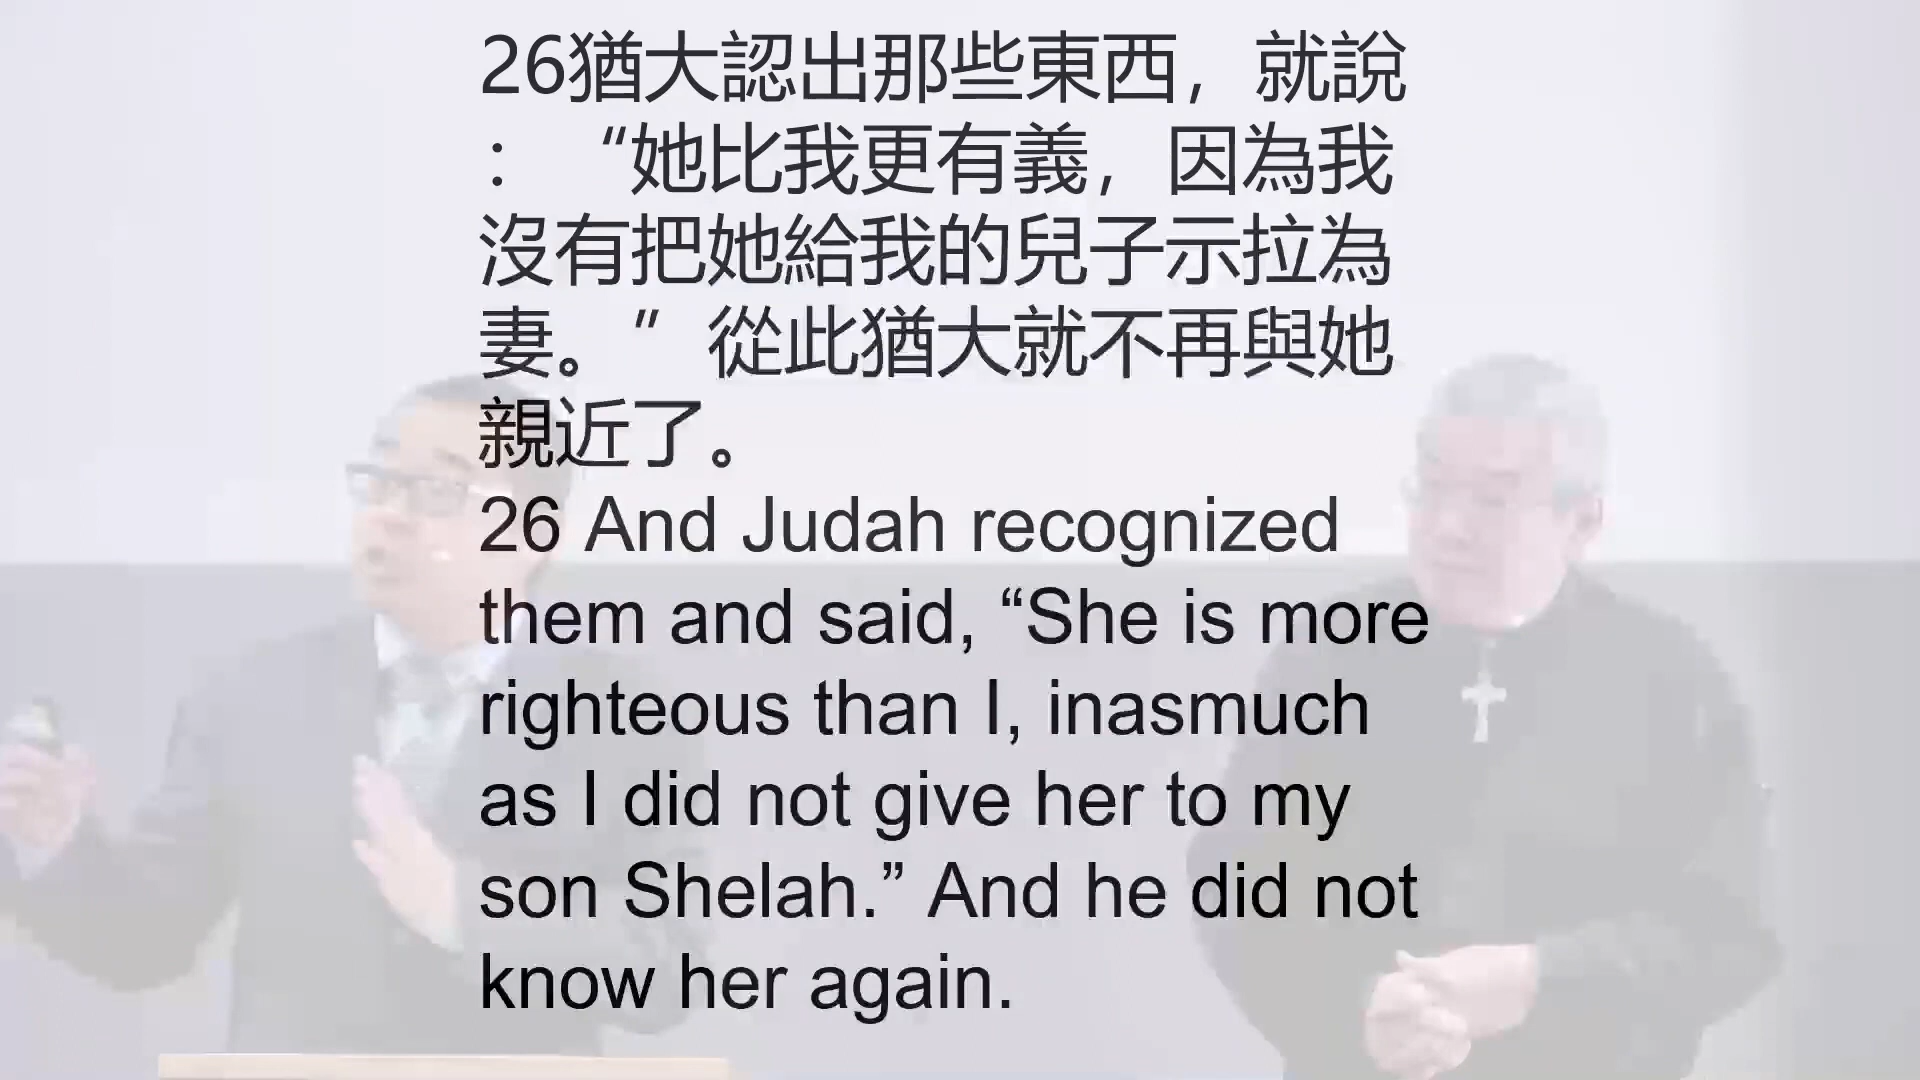 26猶大認出那些東西，就說
：“她比我更有義，因為我
沒有把她給我的兒子示拉為
妻。”從此猶大就不再與她
親近了。
26 And Judah recognized
them and said, “She is more
righteous than I, inasmuch
as I did not give her to my
son Shelah.” And he did not
know her again.